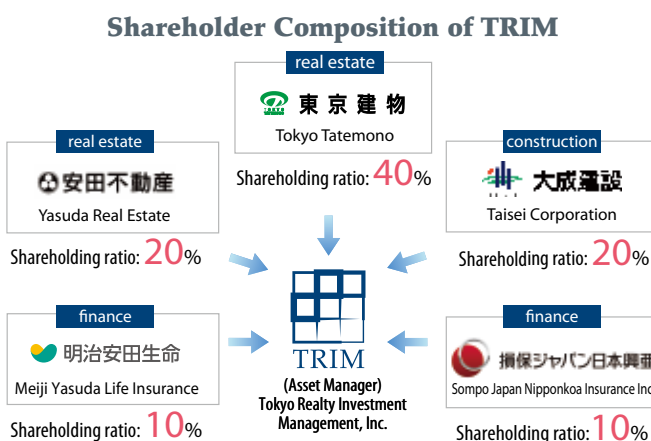 Shareholder Composition of TRIM
real estate
東京建物
Tokyo Tatemono
Shareholding ratio: 40%
real estate
安田不動産
Yasuda Real Estate
Shareholding ratio: 20%
construction
大成建設
Taisei Corporation
Shareholding ratio: 20%
finance
明治安田生命
Meiji Yasuda Life Insurance
Shareholding ratio: 10%
TRIM
(Asset Manager)
Tokyo Realty Investment
Management, Inc.
finance
損保ジャパン日本興亜
Sompo Japan Nipponkoa Insurance Inc
Shareholding ratio: 10%